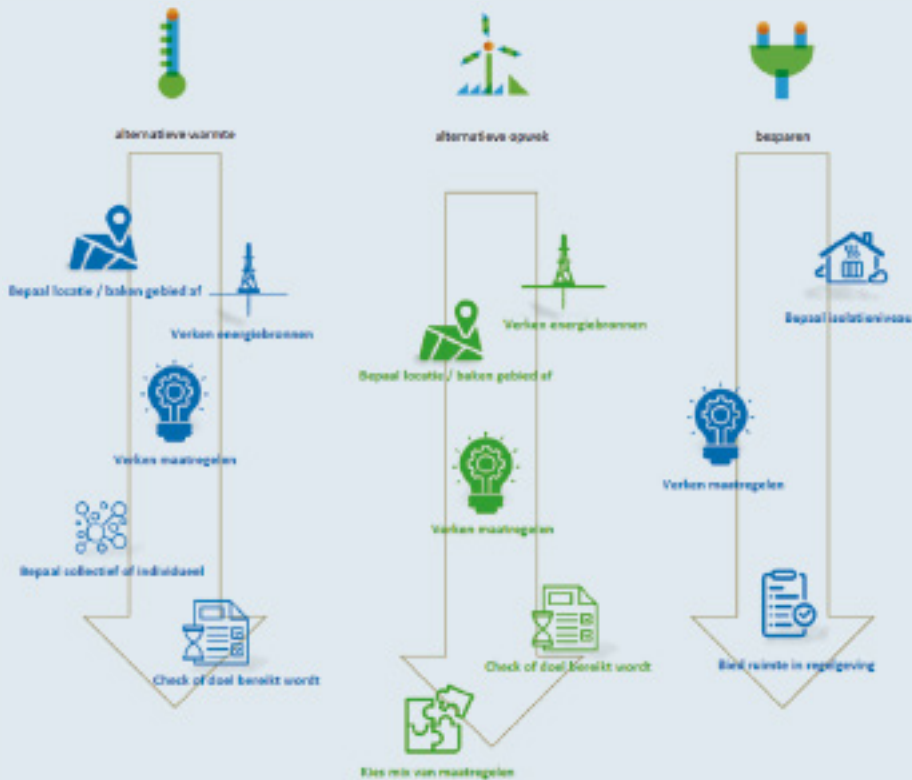 alternatieve warmte
Bepaal locatie / baken gebied af
Verken energiebronnen
Verken maatregelen
Bepaal collectief of individueel
Check of doel bereikt wordt
alternatieve opwek
Verken energiebronnen
Bepaal locatie / baken gebied af
Verken maatregelen
Check of doel bereikt wordt
Kies mix van maatregelen
besparen
Bepaal isolatieniveau
Verken maatregelen
Bied ruimte in regelgeving